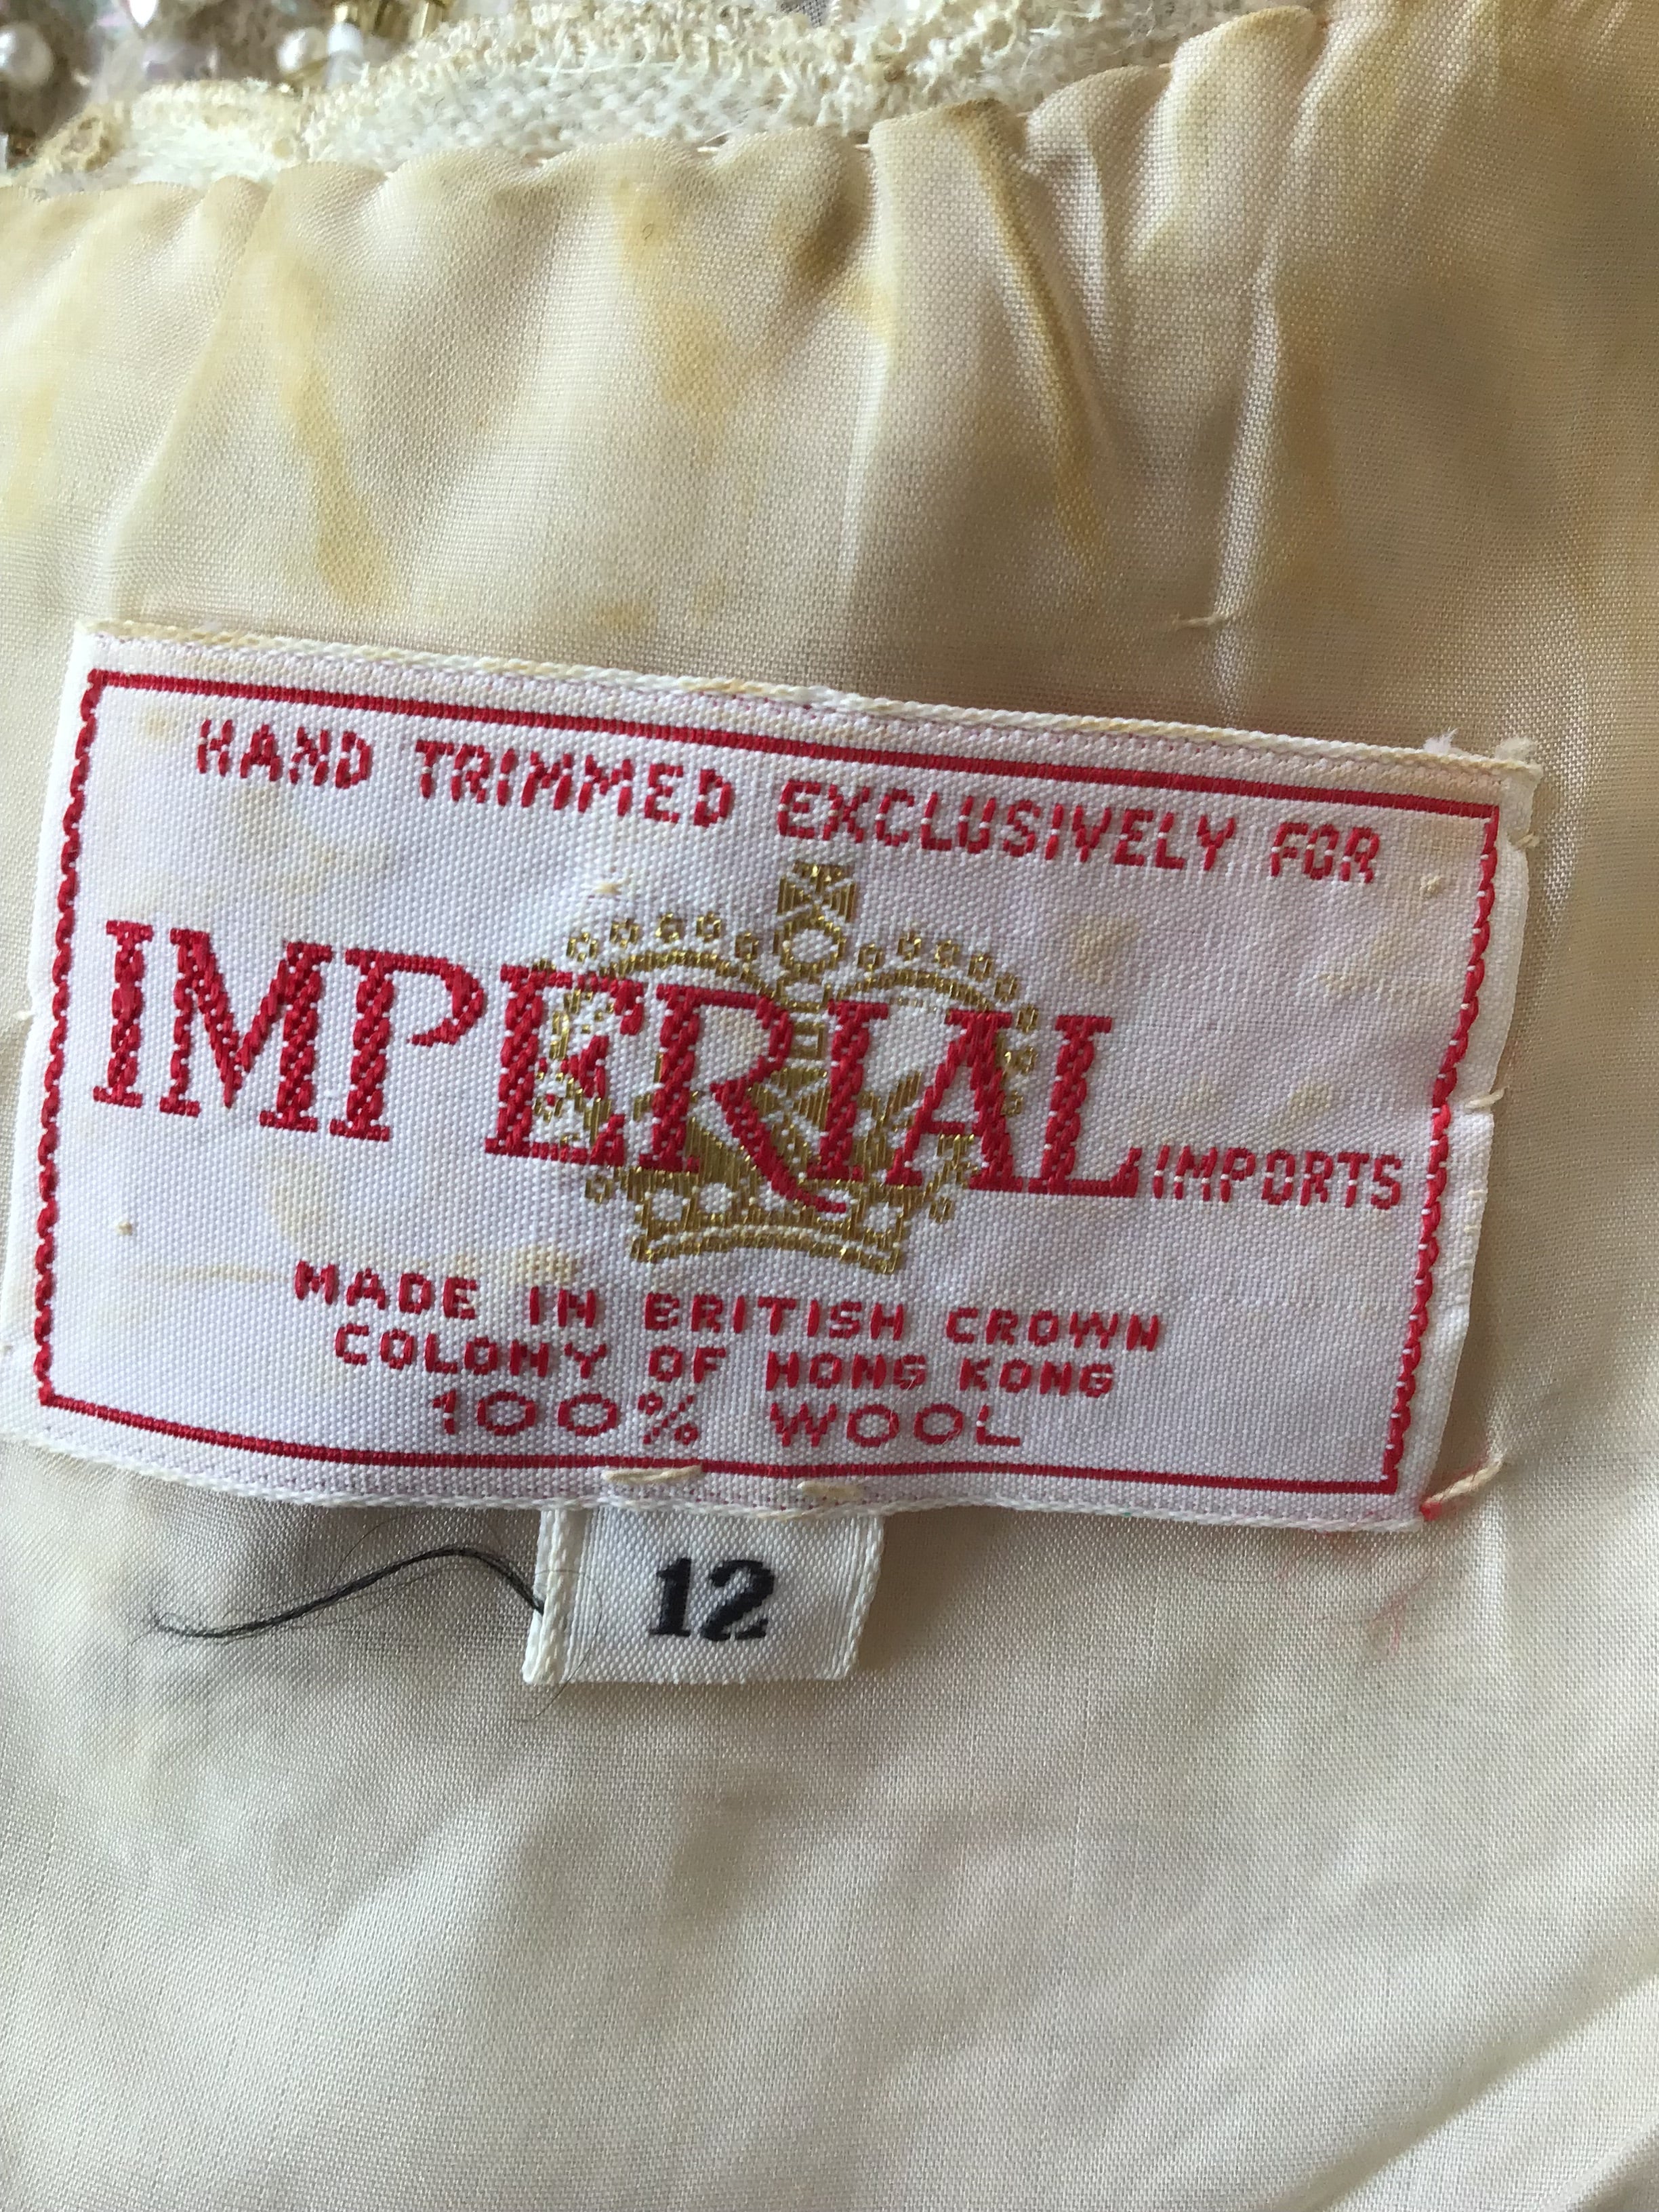 HAND TRIMMED EXCLUSIVELY FOR
IMPERIAL IMPORTS
MADE IN BRITISH CROWN
COLONY OF HONG KONG
100% WOOL
12